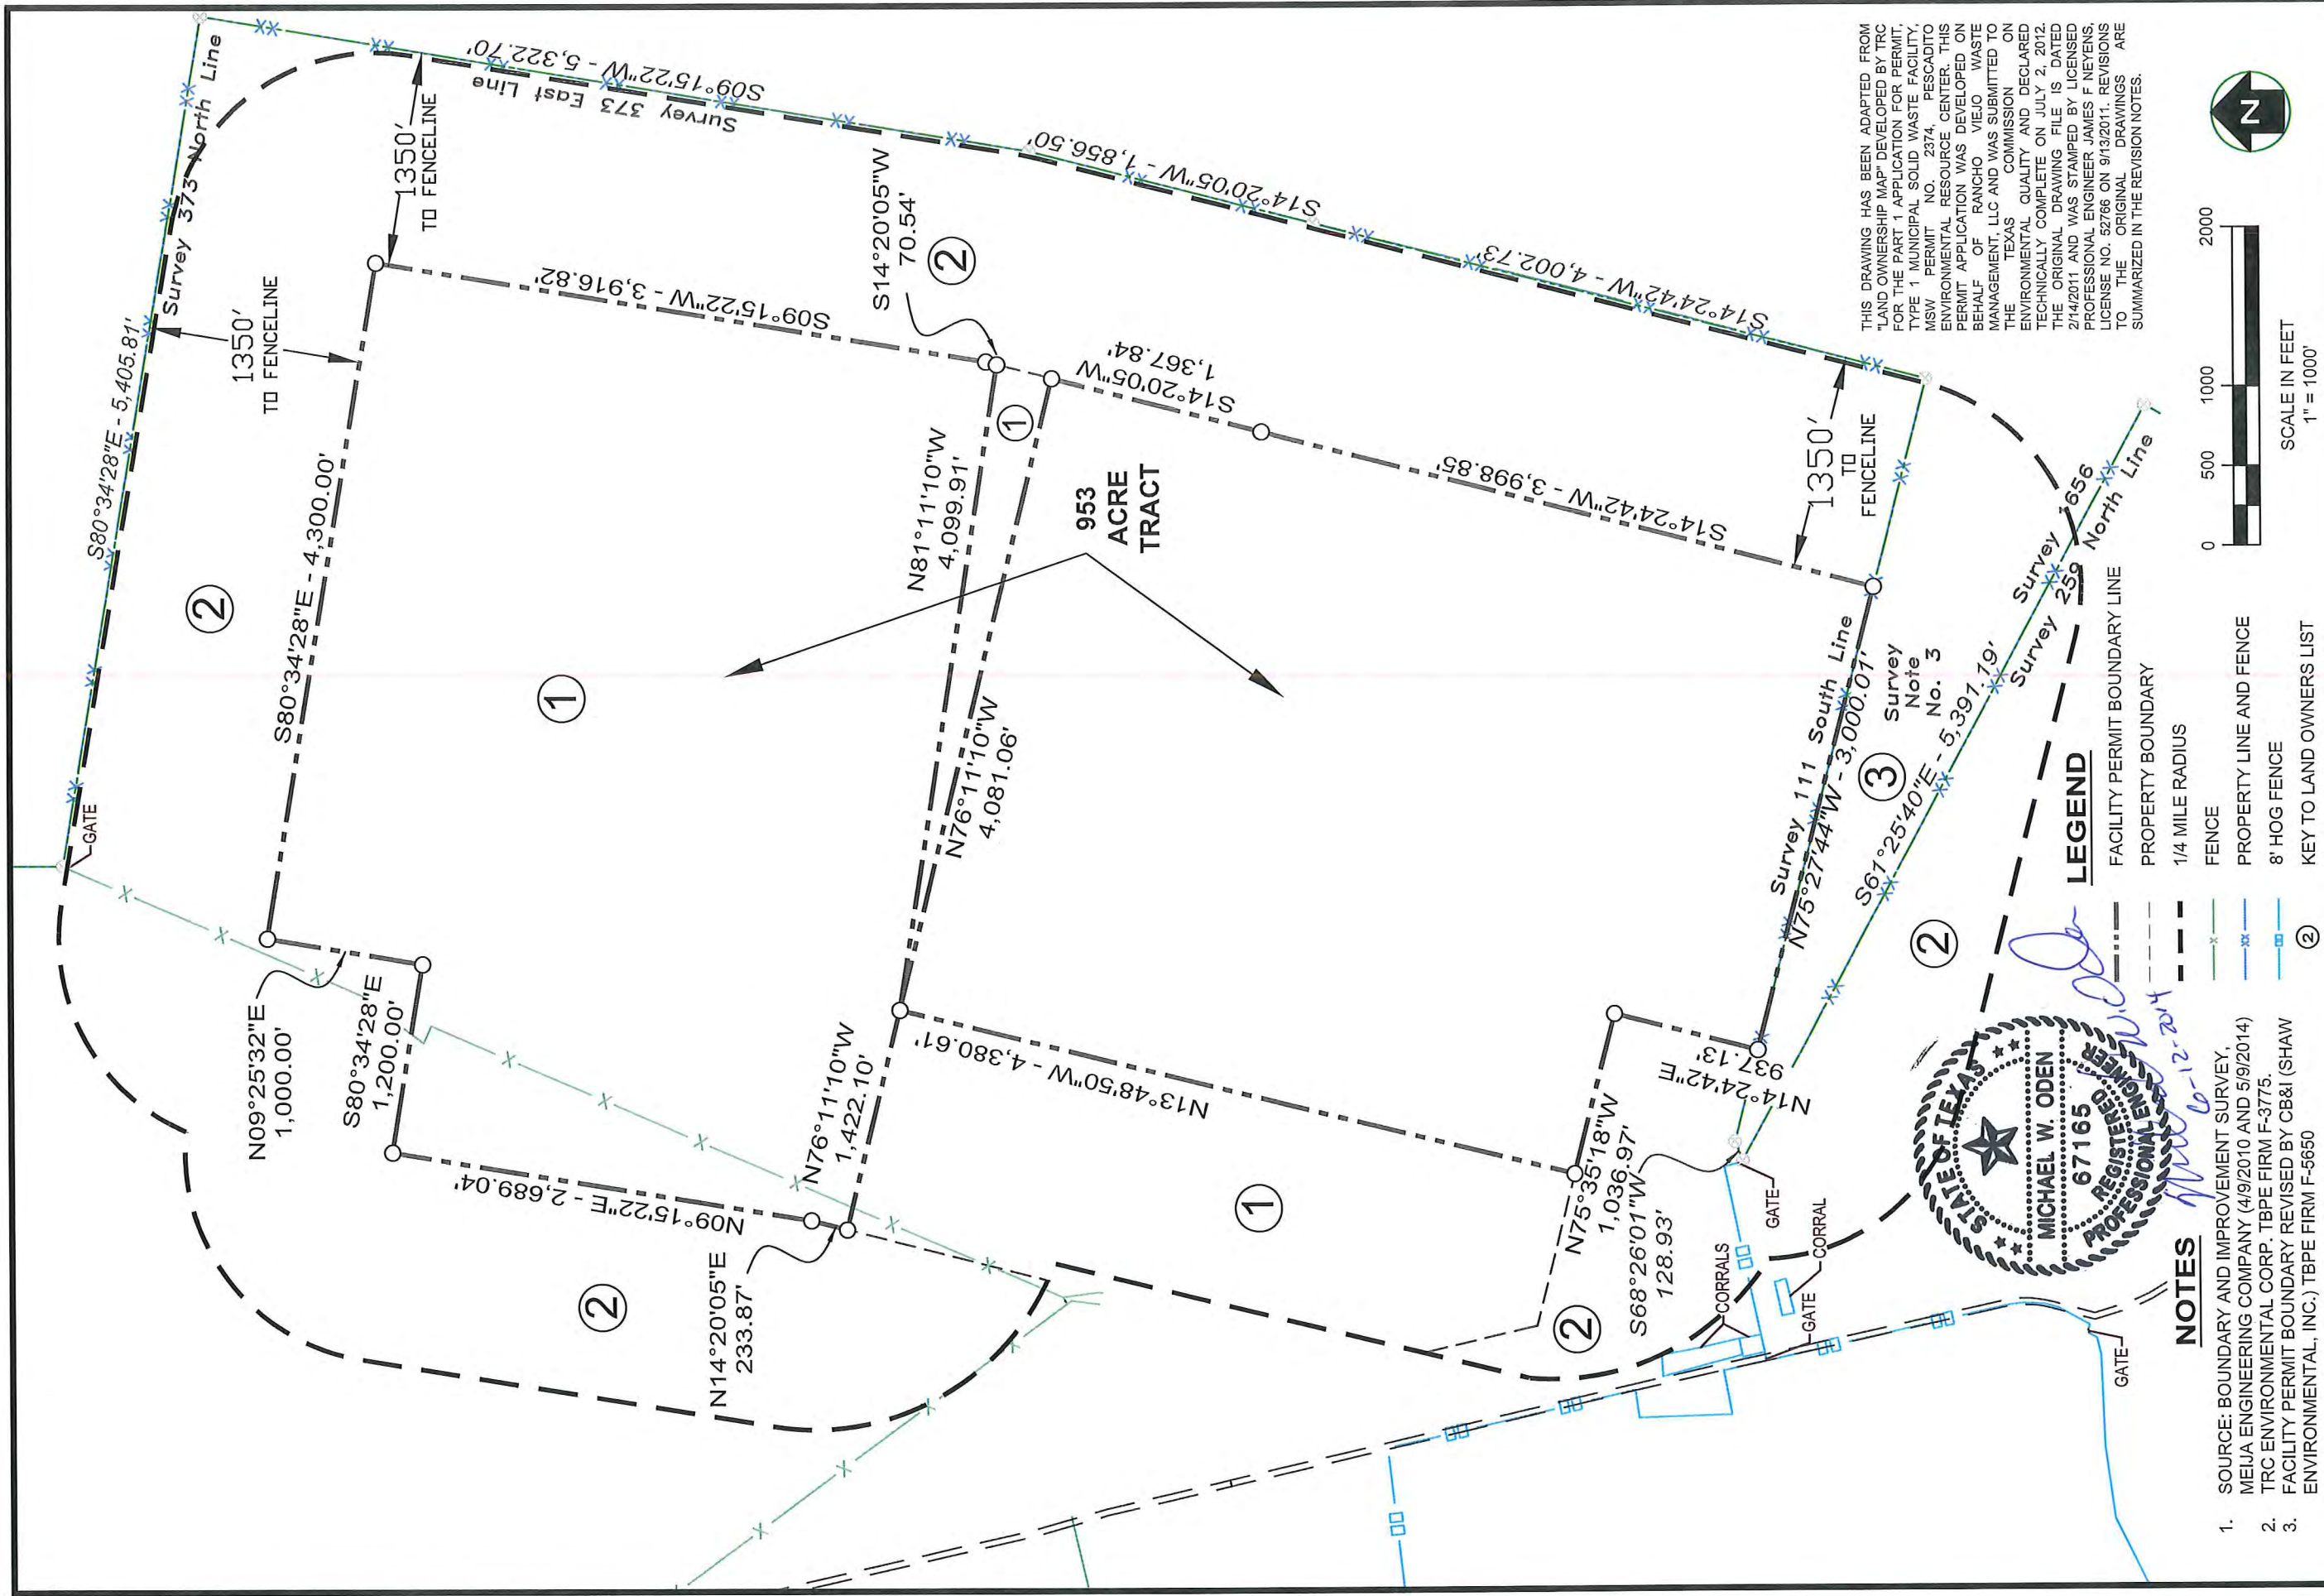 Survey 373 North Line
S80°34'28"E - 5,405.81'
GATE
1350'
TO FENCELINE
1350'
TO FENCELINE
S09°15'22"W - 5,322.70'
Survey 373 East Line
②
S80°34'28"E - 4,300.00'
N09°25'32"E
1,000.00'
S80°34'28"E
1,200.00'
①
S09°15'22"W - 3,916.82'
S14°20'05"W
70.54'
②
S14°20'05"W - 1,856.50'
N09°15'22"E - 2,689.04'
N76°11'10"W
1,422.10'
N14°20'05"E
233.87'
②
N81°11'10"W
4,099.91'
①
N76°11'10"W
4,081.06'
S14°20'05"W
1,367.84'
953
ACRE
TRACT
N13°48'50"W - 4,380.61'
①
S14°24'42"W - 3,998.85'
S14°24'42"W - 4,002.73'
1350'
TO
FENCELINE
N75°35'18"W
1,036.97'
S68°26'01"W
128.93'
②
N14°24'42"E
937.13'
Survey 111 South Line
N75°27'44"W - 3,000.01'
Survey
Note
No. 3
③
S61°25'40"E - 5,391.19'
Survey 1656
Survey 259 North Line
②
CORRALS
GATE
CORRAL
GATE
GATE
THIS DRAWING HAS BEEN ADAPTED FROM
"LAND OWNERSHIP MAP" DEVELOPED BY TRC
FOR THE PART 1 APPLICATION FOR PERMIT,
TYPE 1 MUNICIPAL SOLID WASTE FACILITY,
MSW PERMIT NO. 2374, PESCADITO
ENVIRONMENTAL RESOURCE CENTER. THIS
PERMIT APPLICATION WAS DEVELOPED ON
BEHALF OF RANCHO VIEJO WASTE
MANAGEMENT, LLC AND WAS SUBMITTED TO
THE TEXAS COMMISSION ON
ENVIRONMENTAL QUALITY AND DECLARED
TECHNICALLY COMPLETE ON JULY 2, 2012.
THE ORIGINAL DRAWING FILE IS DATED
2/14/2011 AND WAS STAMPED BY LICENSED
PROFESSIONAL ENGINEER JAMES F NEYENS,
LICENSE NO. 52766 ON 9/13/2011. REVISIONS
TO THE ORIGINAL DRAWINGS ARE
SUMMARIZED IN THE REVISION NOTES.
N
0 500 1000 2000
SCALE IN FEET
1" = 1000'
LEGEND
FACILITY PERMIT BOUNDARY LINE
PROPERTY BOUNDARY
1/4 MILE RADIUS
FENCE
PROPERTY LINE AND FENCE
8' HOG FENCE
② KEY TO LAND OWNERS LIST
STATE OF TEXAS
MICHAEL W. ODEN
67165
REGISTERED
PROFESSIONAL ENGINEER
6-12-2014
NOTES
1. SOURCE: BOUNDARY AND IMPROVEMENT SURVEY,
MEIJA ENGINEERING COMPANY (4/9/2010 AND 5/9/2014)
2. TRC ENVIRONMENTAL CORP. TBPE FIRM F-3775.
3. FACILITY PERMIT BOUNDARY REVISED BY CB&I (SHAW
ENVIRONMENTAL, INC.) TBPE FIRM F-5650